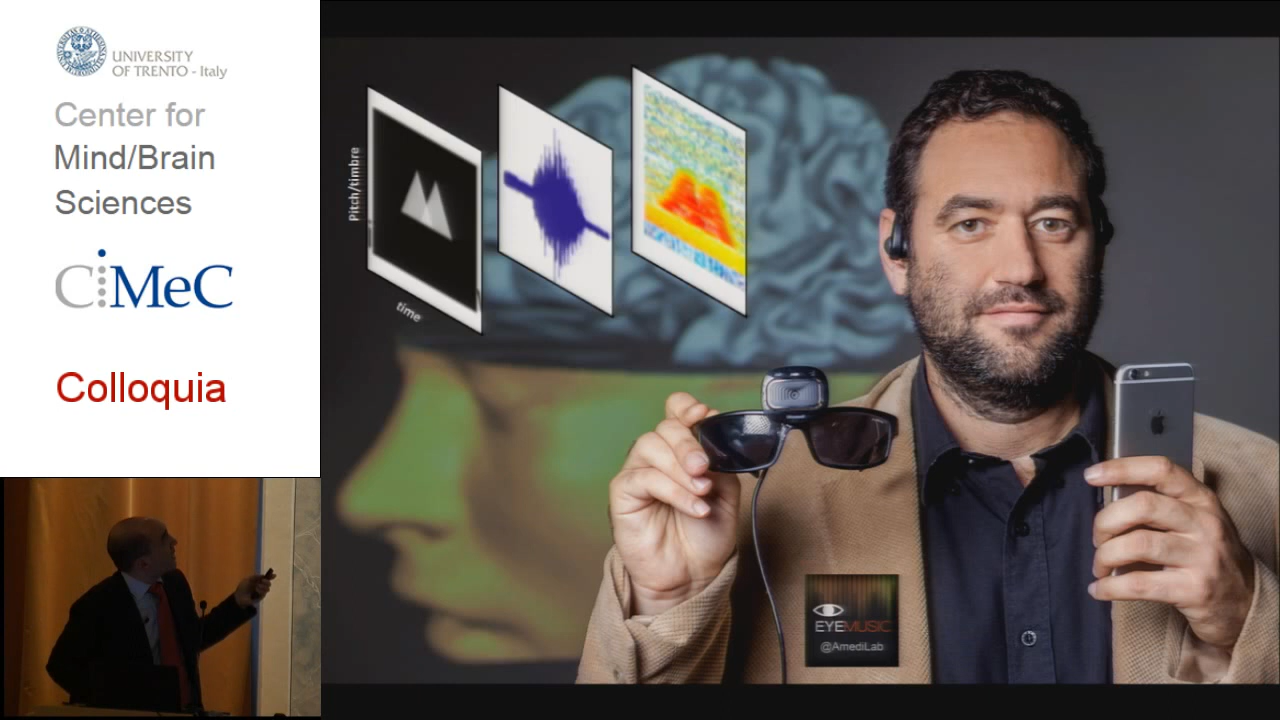 UNIVERSITY
OF TRENTO - Italy
Center for
Mind/Brain
Sciences
CiMeC
Colloquia
Pitch/timbre
time
EYEMUSIC
@AmediLab